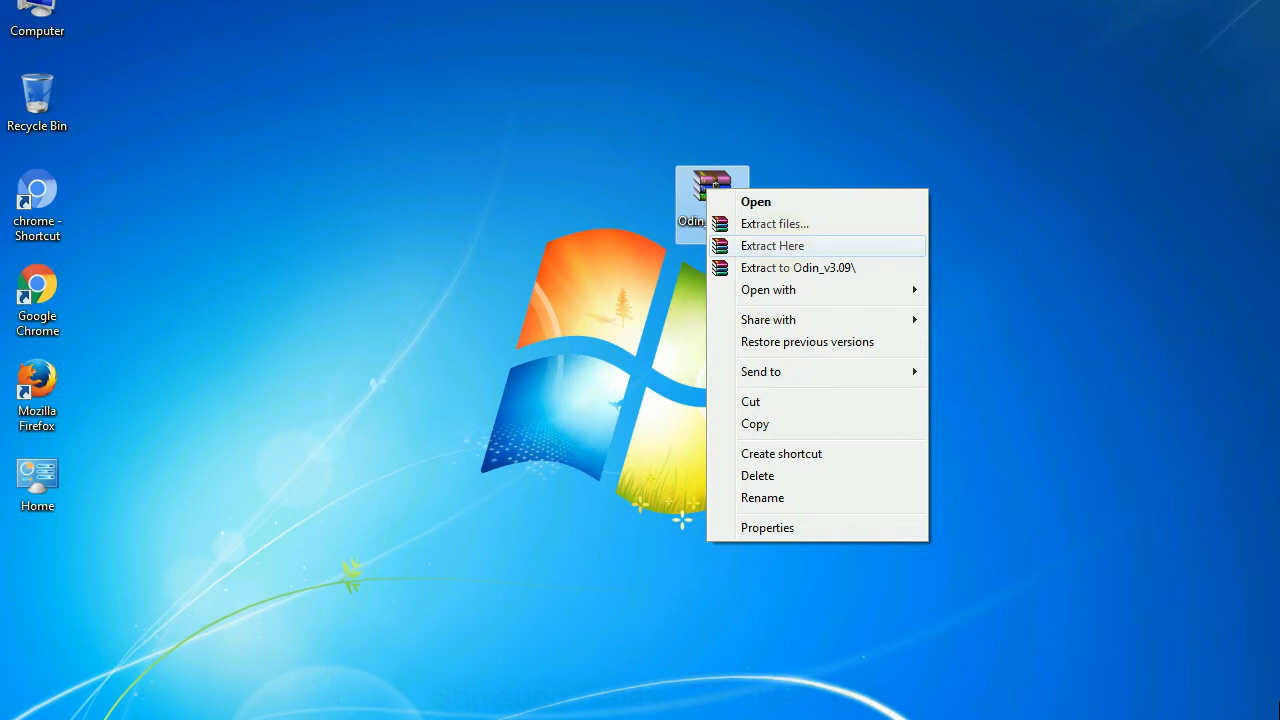 Computer
Recycle Bin
chrome -
Shortcut
Google
Chrome
Mozilla
Firefox
Home
Odin
Open
Extract files...
Extract Here
Extract to Odin_v3.09\
Open with
Share with
Restore previous versions
Send to
Cut
Copy
Create shortcut
Delete
Rename
Properties